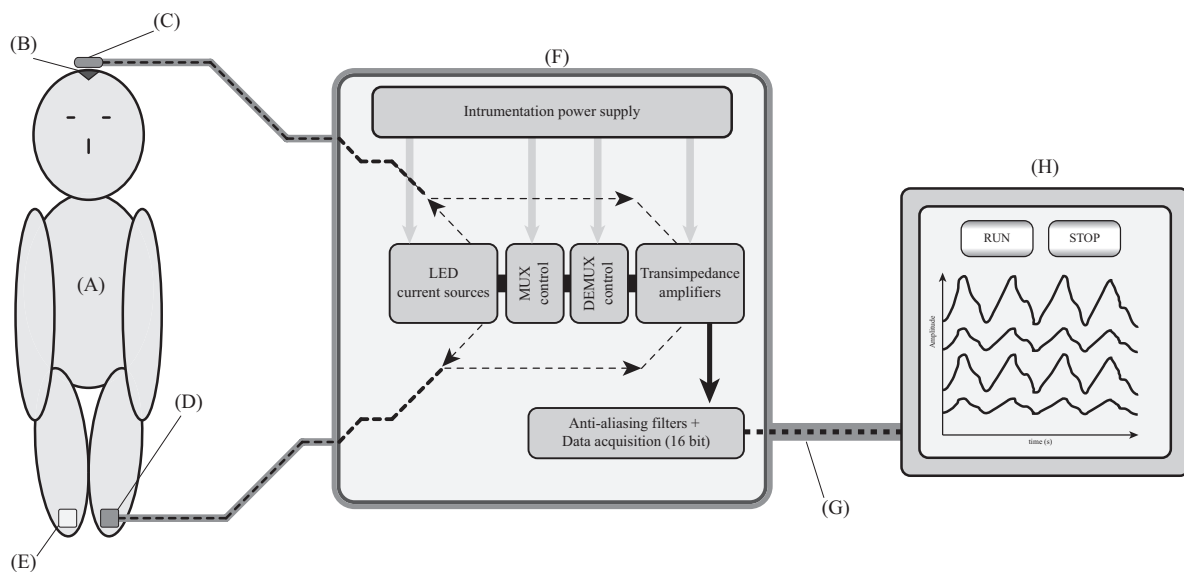 (C)
(B)
(F)
Intrumentation power supply
(H)
RUN
STOP
(A)
LED
current sources
MUX
control
DEMUX
control
Transimpedance
amplifiers
Amplitude
(D)
Anti-aliasing filters +
Data acquisition (16 bit)
time (s)
(G)
(E)